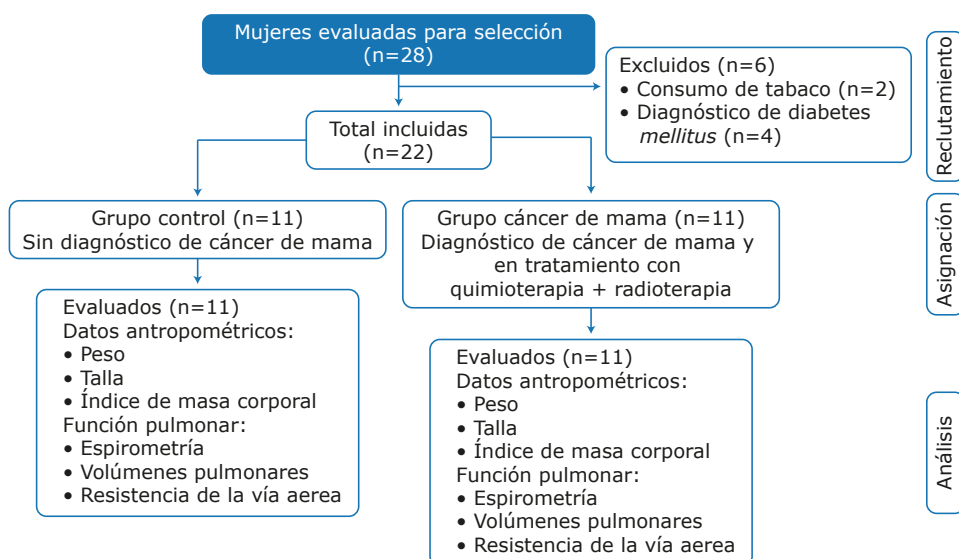 Mujeres evaluadas para selección
(n=28)
Excluidos (n=6)
• Consumo de tabaco (n=2)
• Diagnóstico de diabetes
mellitus (n=4)
Reclutamiento
Total incluidas
(n=22)
Grupo control (n=11)
Sin diagnóstico de cáncer de mama
Grupo cáncer de mama (n=11)
Diagnóstico de cáncer de mama y
en tratamiento con
quimioterapia + radioterapia
Asignación
Evaluados (n=11)
Datos antropométricos:
• Peso
• Talla
• Índice de masa corporal
Función pulmonar:
• Espirometría
• Volúmenes pulmonares
• Resistencia de la vía aerea
Evaluados (n=11)
Datos antropométricos:
• Peso
• Talla
• Índice de masa corporal
Función pulmonar:
• Espirometría
• Volúmenes pulmonares
• Resistencia de la vía aerea
Análisis